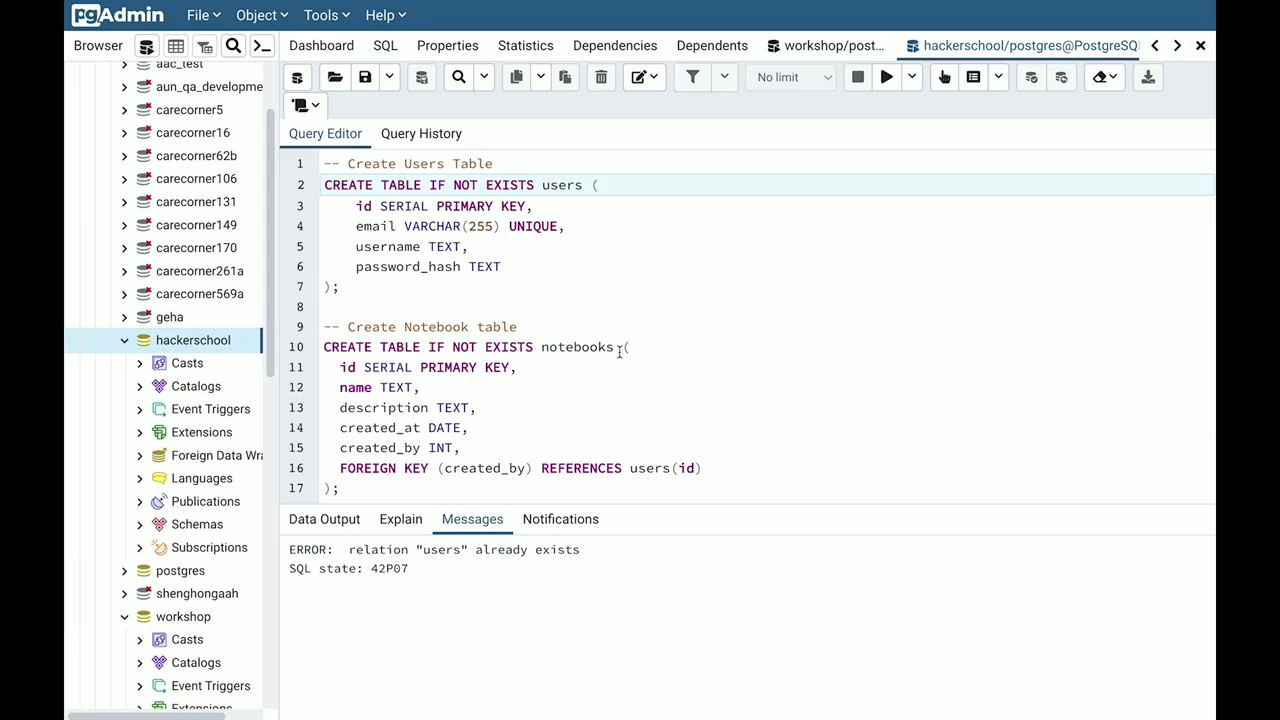 pgAdmin File Object Tools Help
Browser Dashboard SQL Properties Statistics Dependencies Dependents workshop/post... hackerschool/postgres@PostgreSQ
No limit
Query Editor Query History
aac_test
aun_qa_developme
carecorner5
carecorner16
carecorner62b
carecorner106
carecorner131
carecorner149
carecorner170
carecorner261a
carecorner569a
geha
hackerschool
Casts
Catalogs
Event Triggers
Extensions
Foreign Data Wra
Languages
Publications
Schemas
Subscriptions
postgres
shenghongaah
workshop
Casts
Catalogs
Event Triggers
Extensions
1 -- Create Users Table
2 CREATE TABLE IF NOT EXISTS users (
3 id SERIAL PRIMARY KEY,
4 email VARCHAR(255) UNIQUE,
5 username TEXT,
6 password_hash TEXT
7 );
8
9 -- Create Notebook table
10 CREATE TABLE IF NOT EXISTS notebooks (
11 id SERIAL PRIMARY KEY,
12 name TEXT,
13 description TEXT,
14 created_at DATE,
15 created_by INT,
16 FOREIGN KEY (created_by) REFERENCES users(id)
17 );
Data Output Explain Messages Notifications
ERROR: relation "users" already exists
SQL state: 42P07